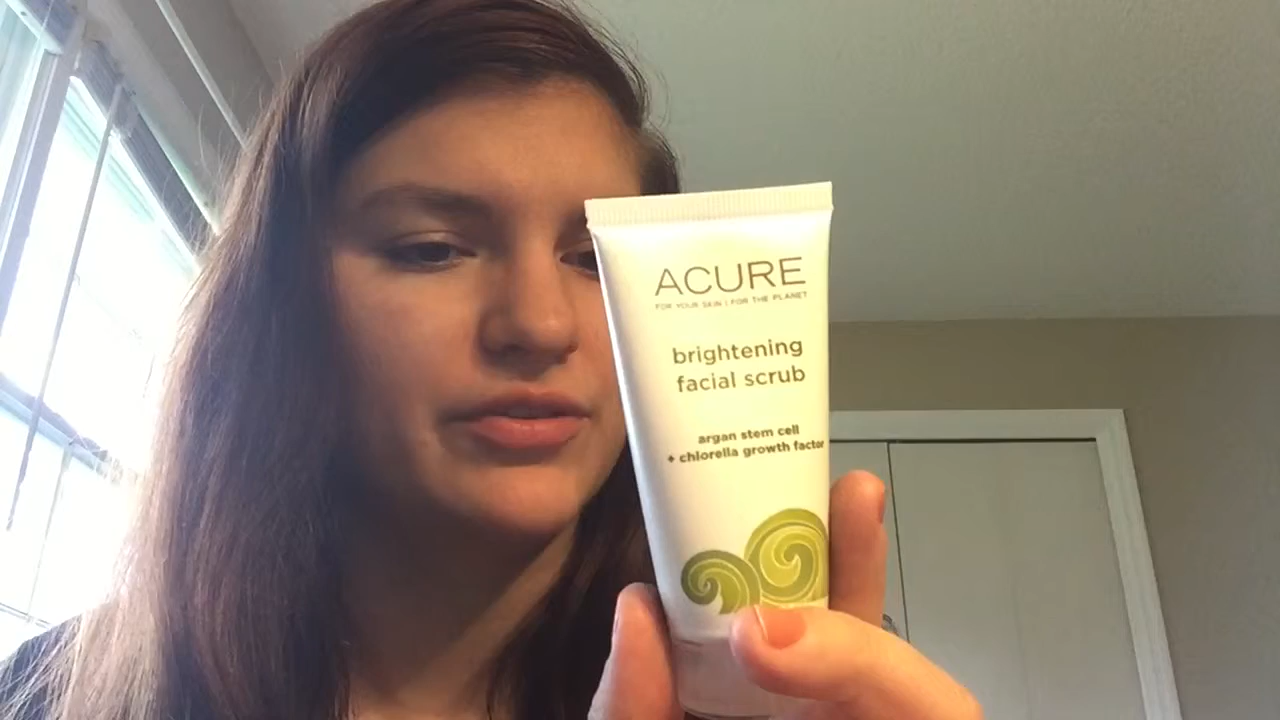 ACURE
FOR YOUR SKIN | FOR THE PLANET
brightening
facial scrub
argan stem cell
+ chlorella growth factor